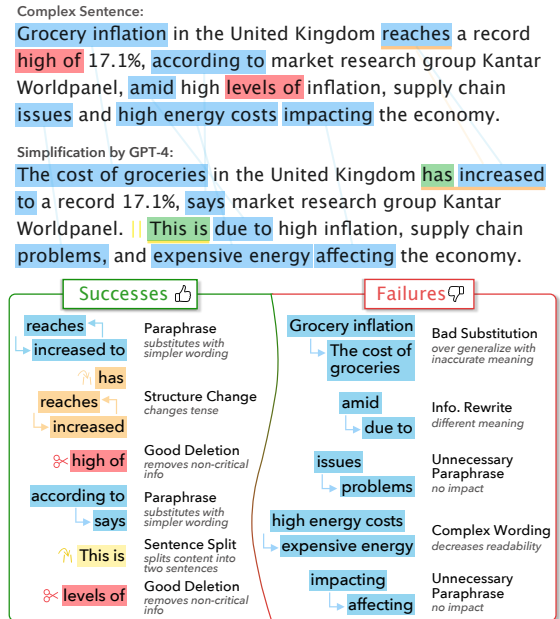 Complex Sentence:
Grocery inflation in the United Kingdom reaches a record
high of 17.1%, according to market research group Kantar
Worldpanel, amid high levels of inflation, supply chain
issues and high energy costs impacting the economy.
Simplification by GPT-4:
The cost of groceries in the United Kingdom has increased
to a record 17.1%, says market research group Kantar
Worldpanel. || This is due to high inflation, supply chain
problems, and expensive energy affecting the economy.
Successes
reaches
increased to
Paraphrase
substitutes with
simpler wording
has
reaches
increased
Structure Change
changes tense
high of
Good Deletion
removes non-critical
info
according to
says
Paraphrase
substitutes with
simpler wording
This is
Sentence Split
splits content into
two sentences
levels of
Good Deletion
removes non-critical
info
Failures
Grocery inflation
The cost of
groceries
Bad Substitution
over generalize with
inaccurate meaning
amid
due to
Info. Rewrite
different meaning
issues
problems
Unnecessary
Paraphrase
no impact
high energy costs
expensive energy
Complex Wording
decreases readability
impacting
affecting
Unnecessary
Paraphrase
no impact